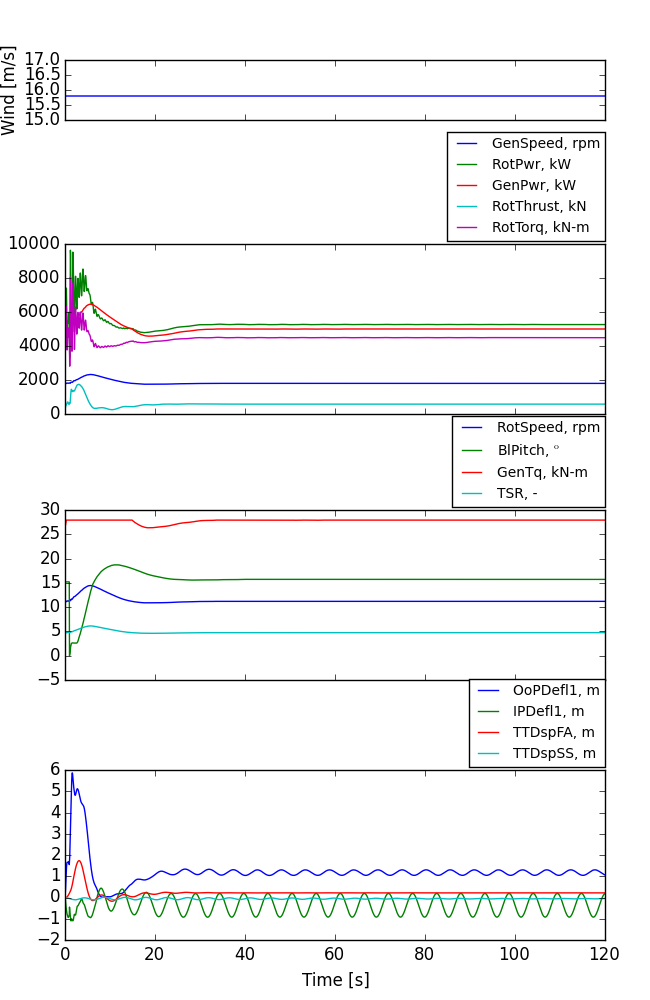 Wind [m/s]
17.0
16.5
16.0
15.5
15.0
GenSpeed, rpm
RotPwr, kW
GenPwr, kW
RotThrust, kN
RotTorq, kN-m
10000
8000
6000
4000
2000
0
RotSpeed, rpm
BlPitch, °
GenTq, kN-m
TSR, -
30
25
20
15
10
5
0
−5
OoPDefl1, m
IPDefl1, m
TTDspFA, m
TTDspSS, m
6
5
4
3
2
1
0
−1
−2
0 20 40 60 80 100 120
Time [s]